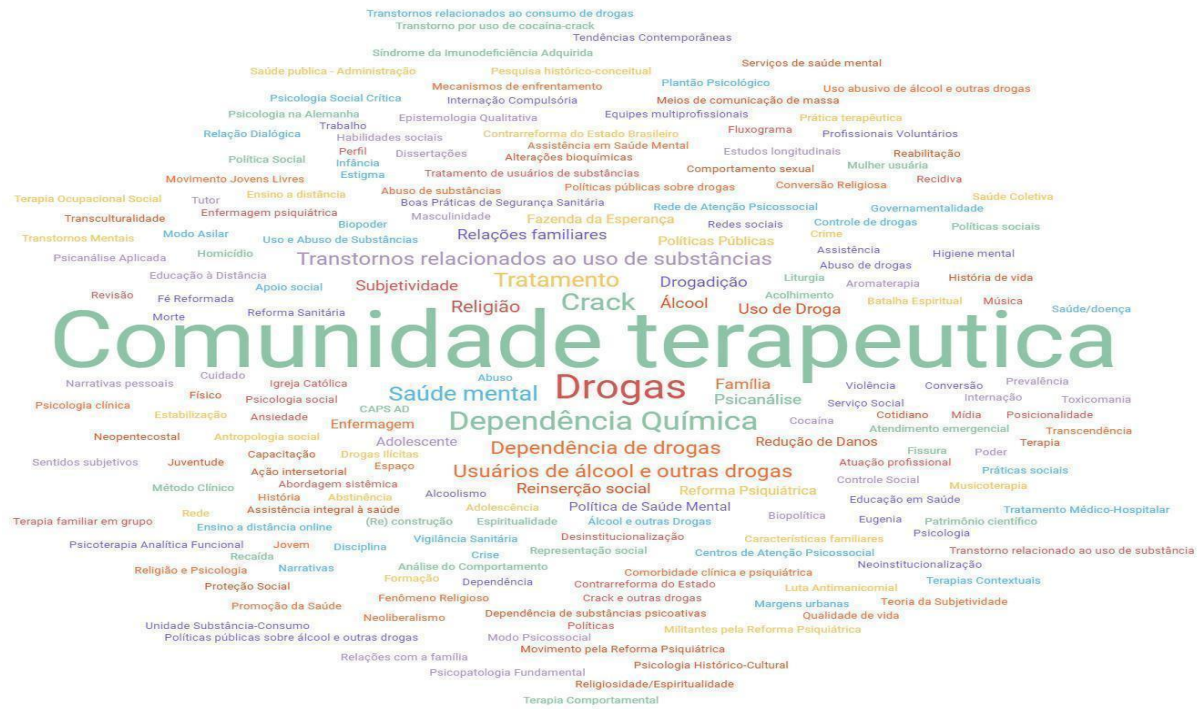 Transtornos relacionados ao consumo de drogas
Transtorno por uso de cocaína-crack
Tendências Contemporâneas
Síndrome da Imunodeficiência Adquirida
Serviços de saúde mental
Saúde publica - Administração Pesquisa histórico-conceitual
Mecanismos de enfrentamento Plantão Psicológico Uso abusivo de álcool e outras drogas
Psicologia Social Crítica Internação Compulsória Meios de comunicação de massa
Psicologia na Alemanha Epistemologia Qualitativa Equipes multiprofissionais Prática terapêutica
Trabalho Fluxograma
Relação Dialógica Habilidades sociais Contrarreforma do Estado Brasileiro Profissionais Voluntários
Perfil Dissertações Assistência em Saúde Mental Estudos longitudinais Reabilitação
Política Social Infância Alterações bioquímicas Mulher usuária
Estigma Tratamento de usuários de substâncias Comportamento sexual
Movimento Jovens Livres Abuso de substâncias Políticas públicas sobre drogas Conversão Religiosa Recidiva
Terapia Ocupacional Social Tutor Ensino a distância Boas Práticas de Segurança Sanitária Rede de Atenção Psicossocial Governamentalidade Saúde Coletiva
Transculturalidade Enfermagem psiquiátrica Biopoder Masculinidade Fazenda da Esperança Redes sociais Controle de drogas Políticas sociais
Transtornos Mentais Modo Asilar Uso e Abuso de Substâncias Relações familiares Políticas Públicas Crime
Psicanálise Aplicada Homicídio Transtornos relacionados ao uso de substâncias Assistência Higiene mental
Abuso de drogas
Educação à Distância Apoio social Subjetividade Tratamento Drogadição Liturgia Aromaterapia História de vida
Revisão Fé Reformada Religião Crack Álcool Uso de Droga Acolhimento Batalha Espiritual Música
Morte Reforma Sanitária Saúde/doença
Comunidade terapeutica
Narrativas pessoais Cuidado Igreja Católica Abuso Drogas Família Violência Conversão Prevalência
Físico Psicologia social Saúde mental Psicanálise Serviço Social Internação Toxicomania
Psicologia clínica Estabilização Ansiedade CAPS AD Dependência Química Cocaína Cotidiano Mídia Posicionalidade
Neopentecostal Antropologia social Enfermagem Atendimento emergencial Transcendência
Adolescente Dependência de drogas Redução de Danos Terapia
Capacitação Drogas Ilícitas Fissura Poder
Sentidos subjetivos Juventude Ação intersetorial Espaço Usuários de álcool e outras drogas Atuação profissional Práticas sociais
Abordagem sistêmica Controle Social Musicoterapia
Método Clínico História Abstinência Alcoolismo Reinserção social Reforma Psiquiátrica Educação em Saúde
Rede Assistência integral à saúde Adolescência Política de Saúde Mental Biopolítica Eugenia Tratamento Médico-Hospitalar
Terapia familiar em grupo Ensino a distância online (Re) construção Espiritualidade Álcool e outras Drogas Patrimônio científico
Psicologia
Vigilância Sanitária Desinstitucionalização Características familiares
Psicoterapia Analítica Funcional Jovem Disciplina Crise Representação social Centros de Atenção Psicossocial Transtorno relacionado ao uso de substância
Recaída Neoinstitucionalização
Religião e Psicologia Narrativas Análise do Comportamento Comorbidade clínica e psiquiátrica
Proteção Social Formação Dependência Contrarreforma do Estado Luta Antimanicomial Terapias Contextuais
Promoção da Saúde Fenômeno Religioso Crack e outras drogas Margens urbanas Teoria da Subjetividade
Neoliberalismo Dependência de substâncias psicoativas Qualidade de vida
Unidade Substância-Consumo Políticas Militantes pela Reforma Psiquiátrica
Políticas públicas sobre álcool e outras drogas Modo Psicossocial
Movimento pela Reforma Psiquiátrica
Relações com a família Psicologia Histórico-Cultural
Psicopatologia Fundamental
Religiosidade/Espiritualidade
Terapia Comportamental